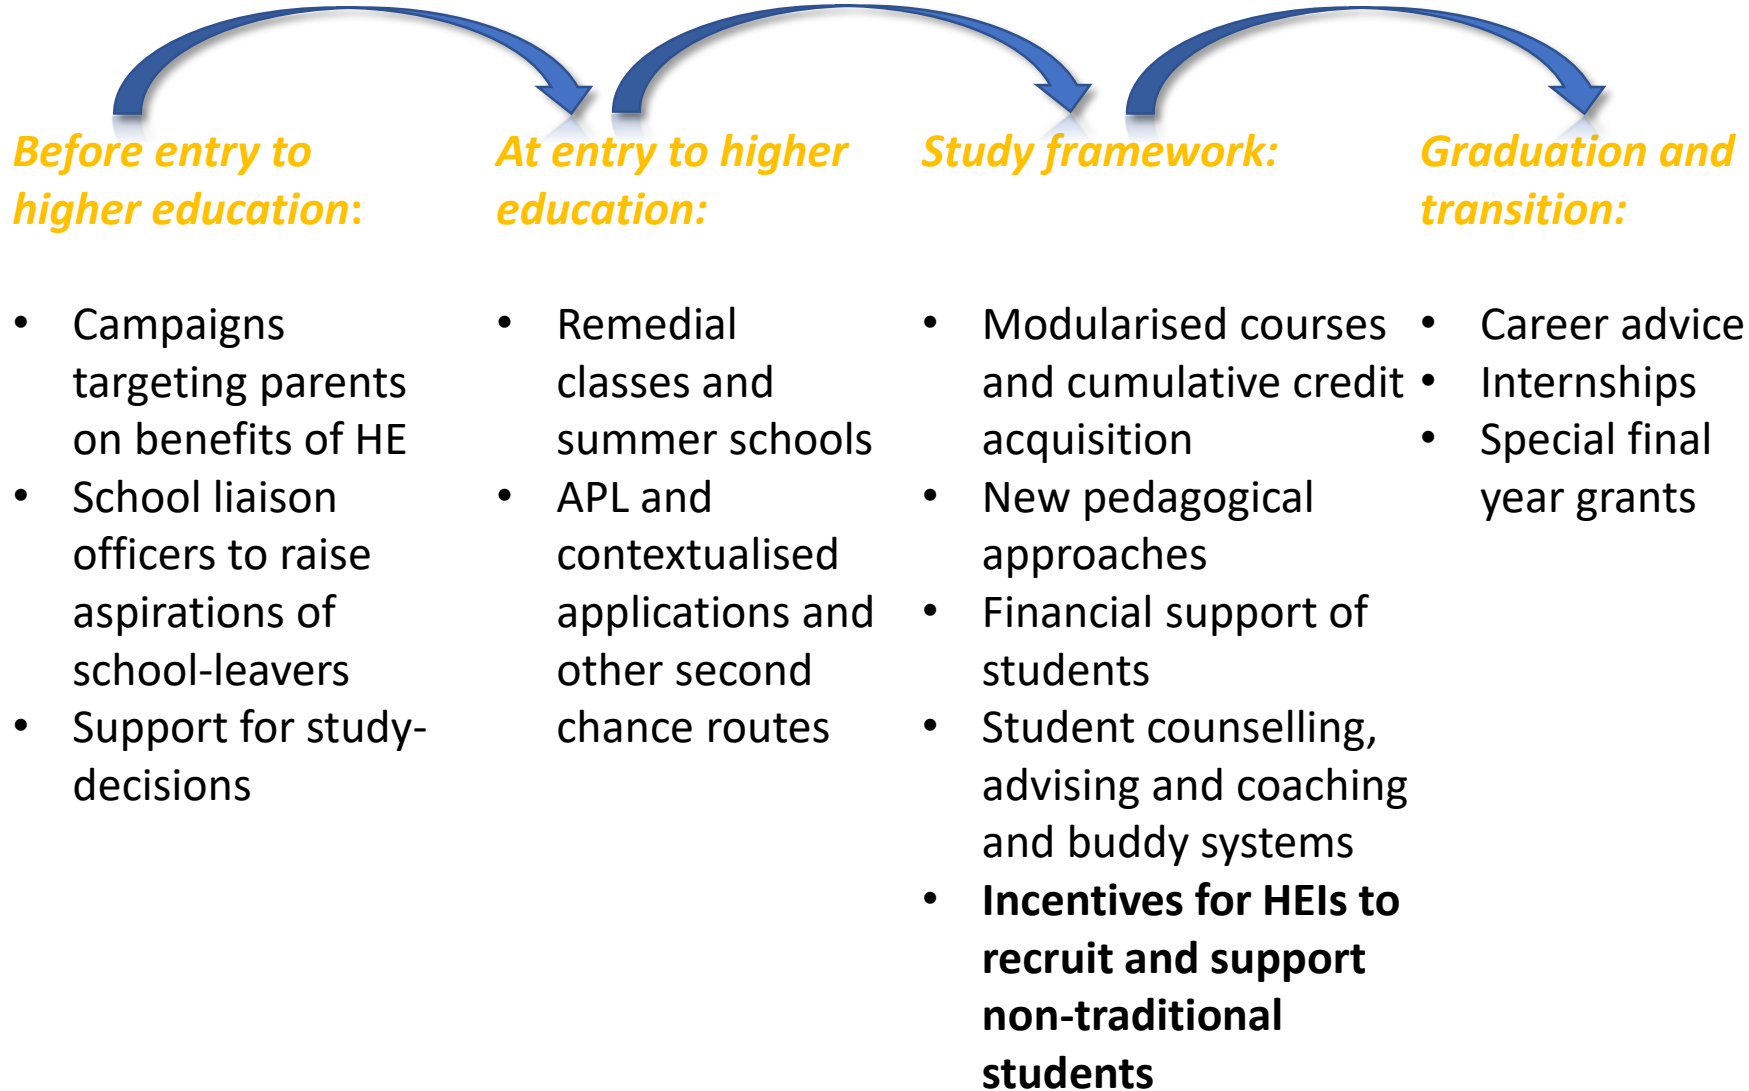 Before entry to
higher education:
• Campaigns
targeting parents
on benefits of HE
• School liaison
officers to raise
aspirations of
school-leavers
• Support for study-
decisions
At entry to higher
education:
• Remedial
classes and
summer schools
• APL and
contextualised
applications and
other second
chance routes
Study framework:
• Modularised courses
and cumulative credit
acquisition
• New pedagogical
approaches
• Financial support of
students
• Student counselling,
advising and coaching
and buddy systems
• Incentives for HEIs to
recruit and support
non-traditional
students
Graduation and
transition:
• Career advice
• Internships
• Special final
year grants